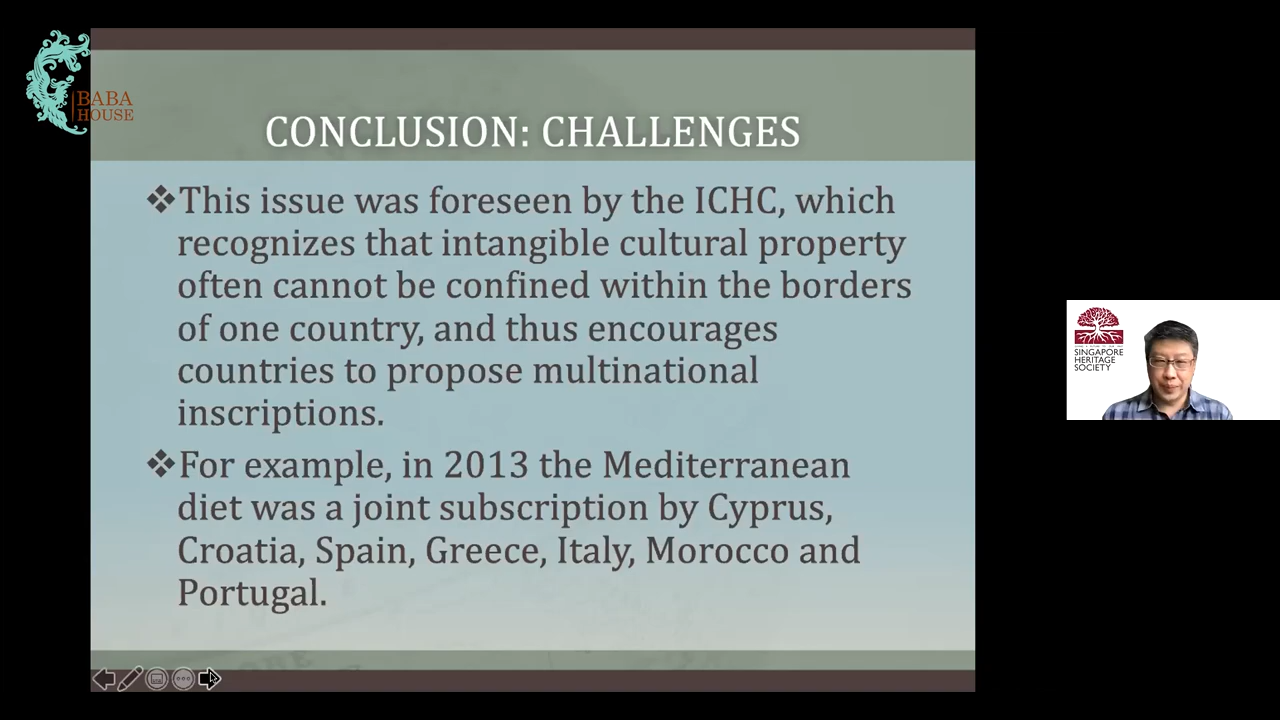 BABA
HOUSE
CONCLUSION: CHALLENGES
❖This issue was foreseen by the ICHC, which
recognizes that intangible cultural property
often cannot be confined within the borders
of one country, and thus encourages
countries to propose multinational
inscriptions.
❖For example, in 2013 the Mediterranean
diet was a joint subscription by Cyprus,
Croatia, Spain, Greece, Italy, Morocco and
Portugal.
SINGAPORE
HERITAGE
SOCIETY